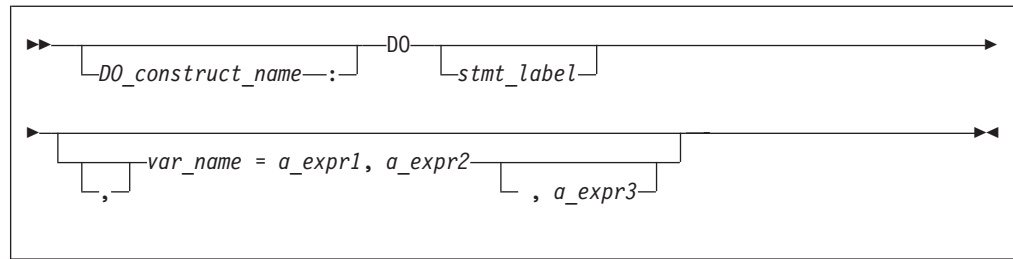 DO
DO_construct_name : stmt_label
var_name = a_expr1, a_expr2
, , a_expr3